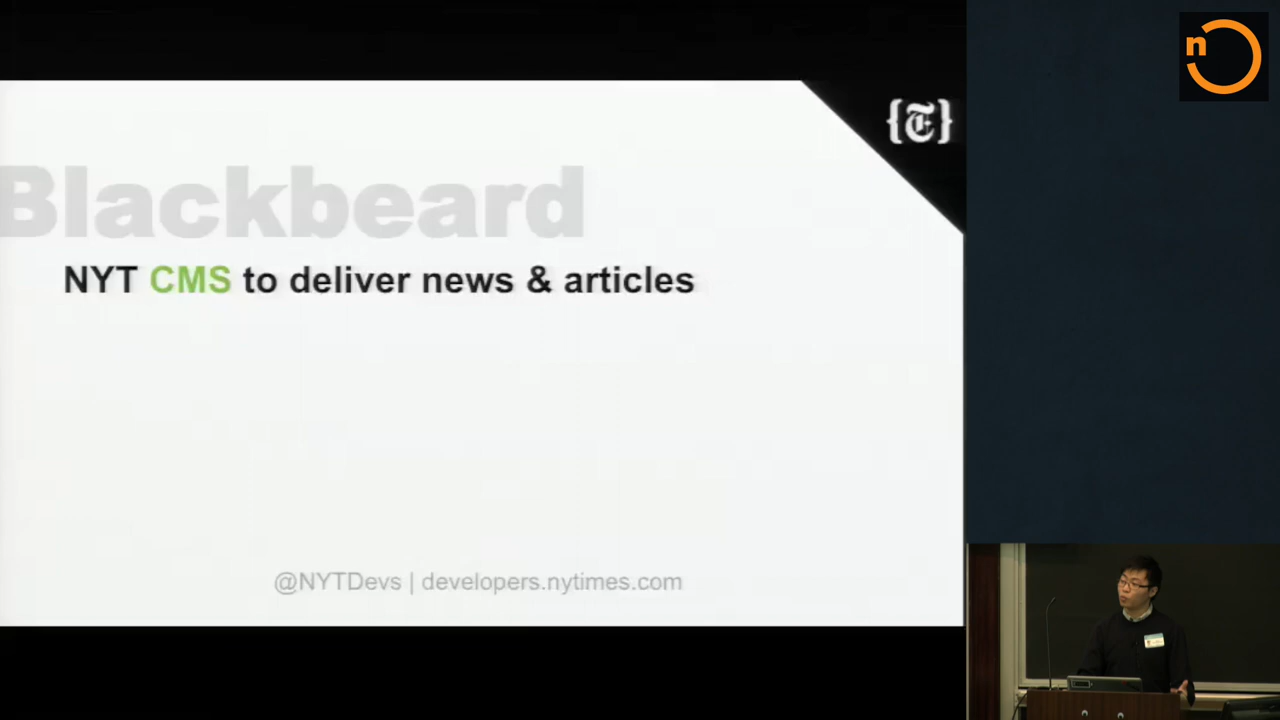 n
{T}
Blackbeard
NYT CMS to deliver news & articles
@NYTDevs | developers.nytimes.com